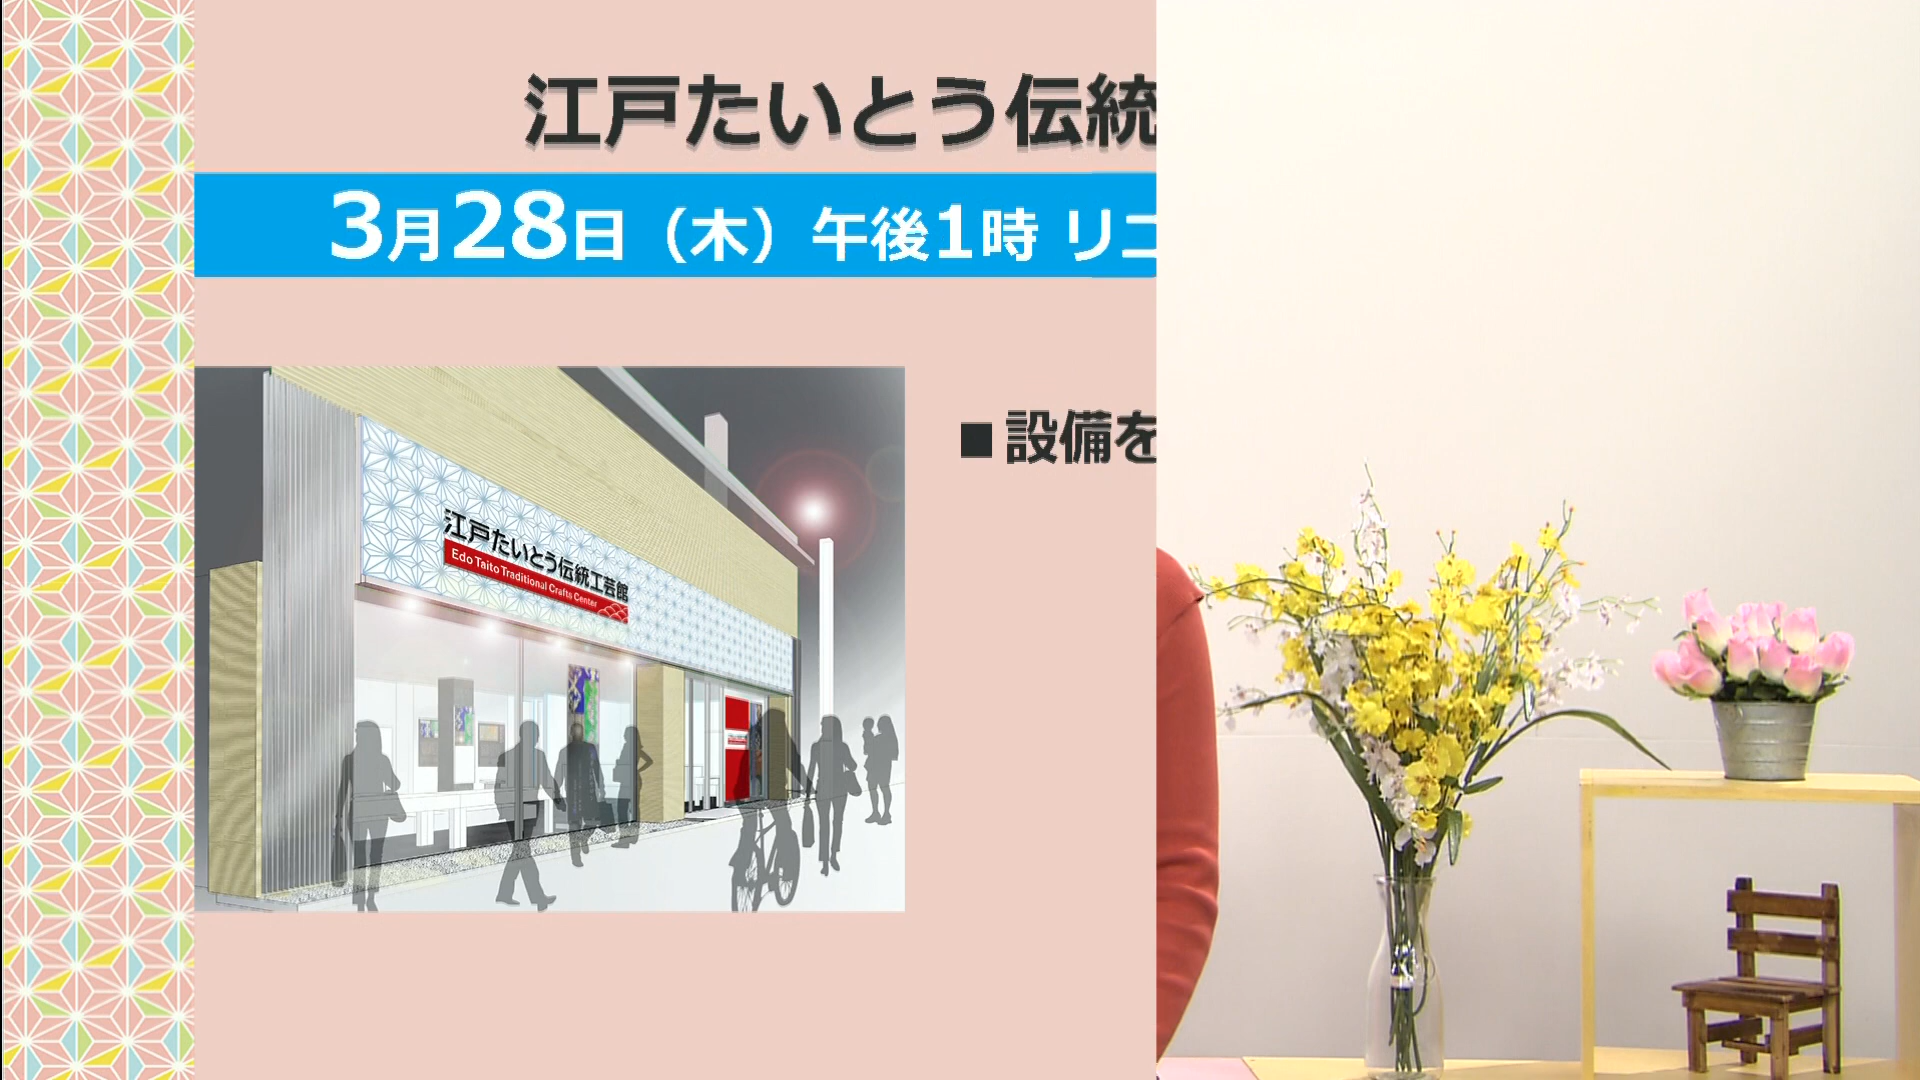 江戸たいとう伝統
3月28日（木）午後1時 リニ
■設備を
江戸たいとう伝統工芸館
Edo Taito Traditional Crafts Center